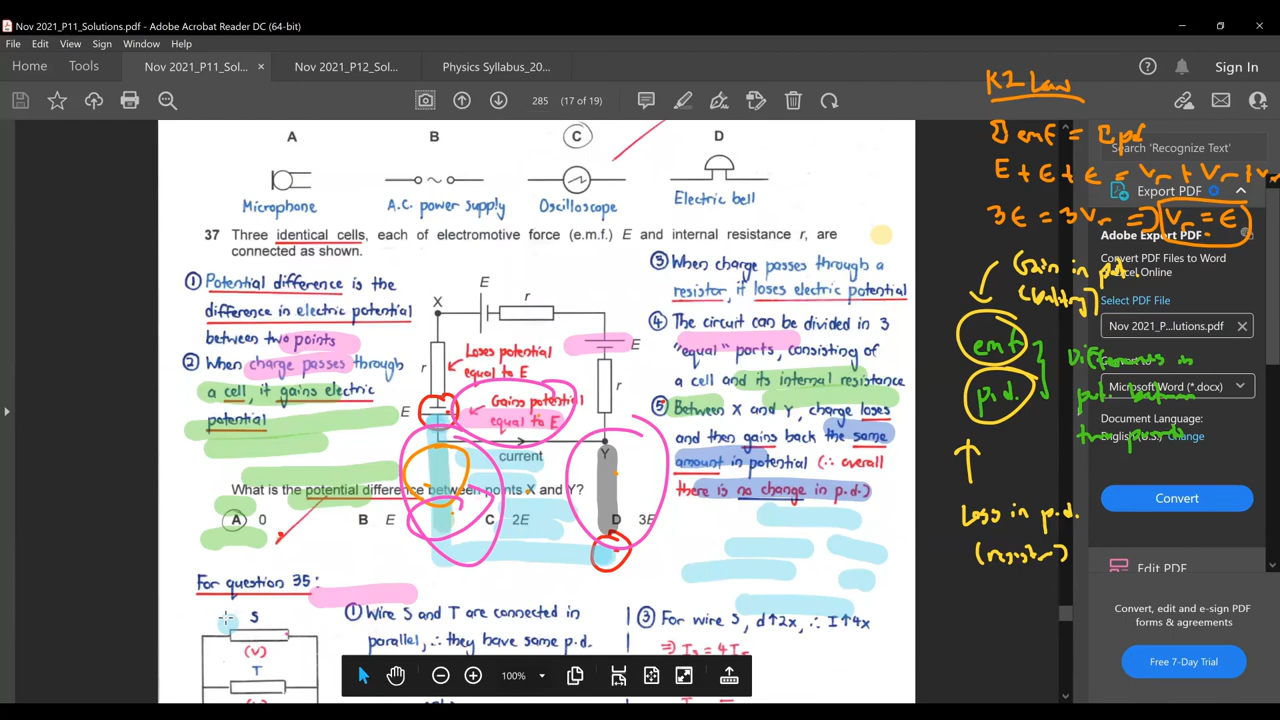 Nov 2021_P11_Solutions.pdf - Adobe Acrobat Reader DC (64-bit)
File Edit View Sign Window Help
Home Tools Nov 2021_P11_Sol... × Nov 2021_P12_Sol... Physics Syllabus_20... Sign In
285 (17 of 19)
K2 Law
Σ emf = Σ pd
E + E + E = Vr + Vr + Vr
3E = 3Vr => Vr = E
A B C D
Microphone A.C. power supply Oscilloscope Electric bell
37 Three identical cells, each of electromotive force (e.m.f.) E and internal resistance r, are
connected as shown.
① Potential difference is the
difference in electric potential
between two points
② When charge passes through
a cell, it gains electric
potential
X
E
r
E
r
r
E
Y
Loses potential
equal to E
Gains potential
equal to E
current
③ When charge passes through a
resistor, it loses electric potential
④ The circuit can be divided in 3
"equal" ports, consisting of
a cell and its internal resistance
⑤ Between X and Y, charge loses
and then gains back the same
amount in potential (∴ overall
there is no change in p.d.)
What is the potential difference between points X and Y?
A 0 B E C 2E D 3E
For question 35:
S
(V)
T
① Wire S and T are connected in
parallel, ∴ they have same p.d.
③ For wire S, d↑2x, ∴ I↑4x
100%
Search 'Recognize Text'
Export PDF
Adobe Export PDF
Convert PDF Files to Word
Select PDF File
Nov 2021_P...lutions.pdf
Microsoft Word (*.docx)
Document Language:
English (U.S.) Change
Convert
Edit PDF
Convert, edit and e-sign PDF
forms & agreements
Free 7-Day Trial
Gain in p.d.
emf
p.d.
Loss in p.d.
(resistor)